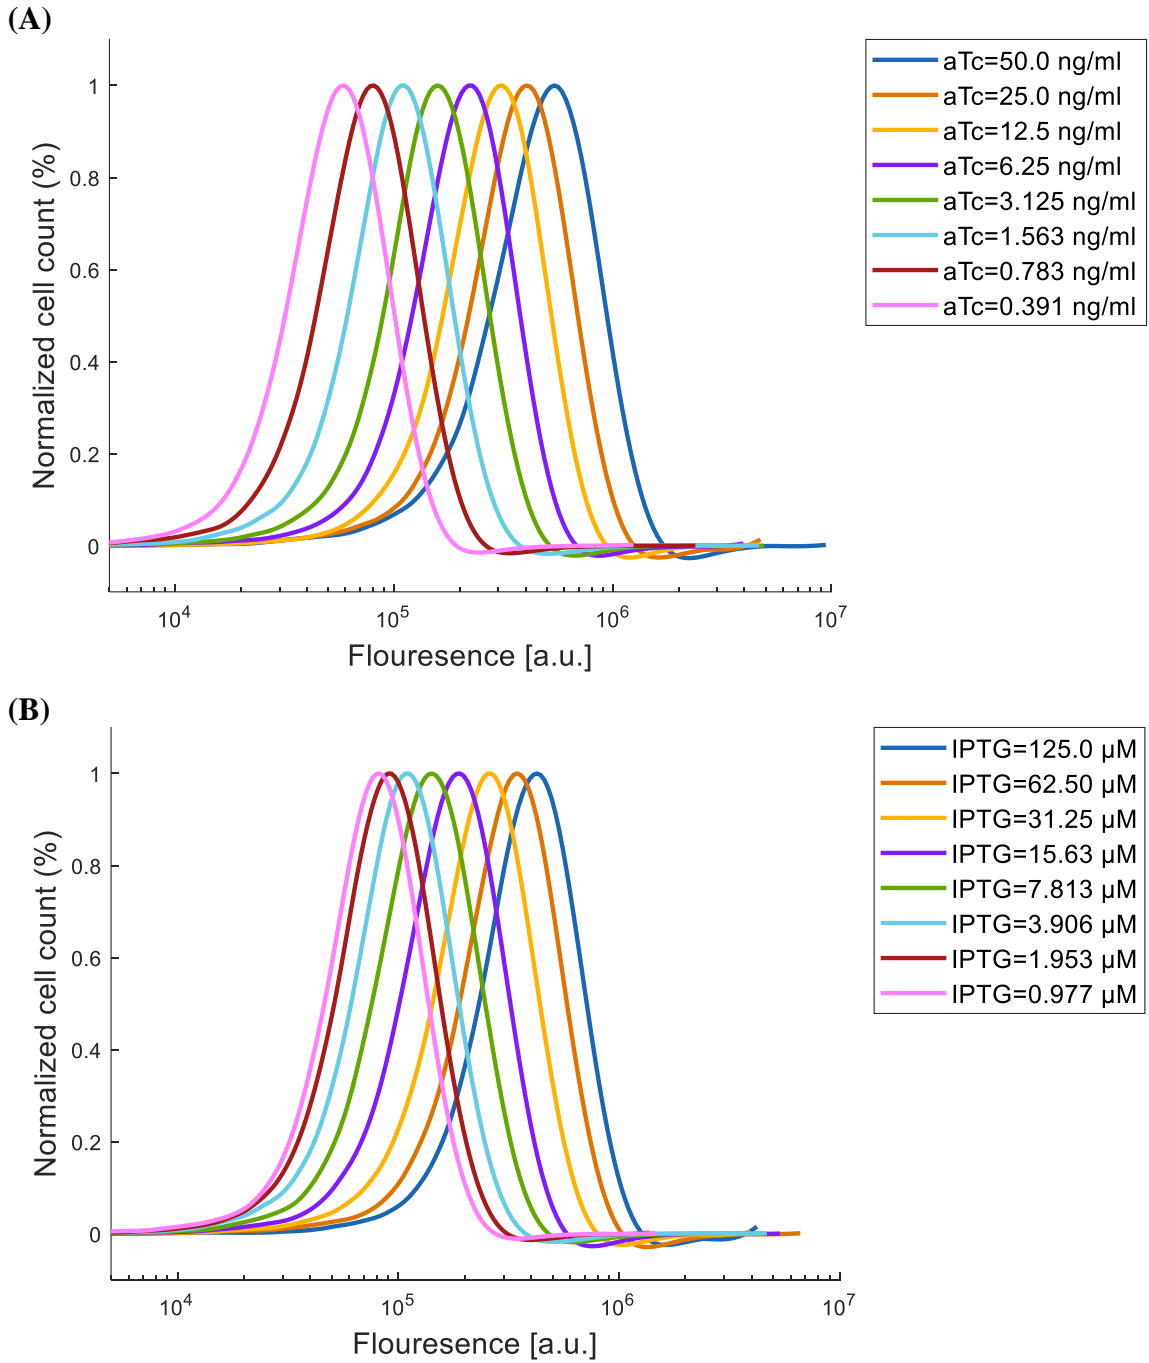 (A)
Normalized cell count (%)
1
0.8
0.6
0.4
0.2
0
10^4
10^5
10^6
10^7
Flouresence [a.u.]
aTc=50.0 ng/ml
aTc=25.0 ng/ml
aTc=12.5 ng/ml
aTc=6.25 ng/ml
aTc=3.125 ng/ml
aTc=1.563 ng/ml
aTc=0.783 ng/ml
aTc=0.391 ng/ml
(B)
Normalized cell count (%)
1
0.8
0.6
0.4
0.2
0
10^4
10^5
10^6
10^7
Flouresence [a.u.]
IPTG=125.0 µM
IPTG=62.50 µM
IPTG=31.25 µM
IPTG=15.63 µM
IPTG=7.813 µM
IPTG=3.906 µM
IPTG=1.953 µM
IPTG=0.977 µM